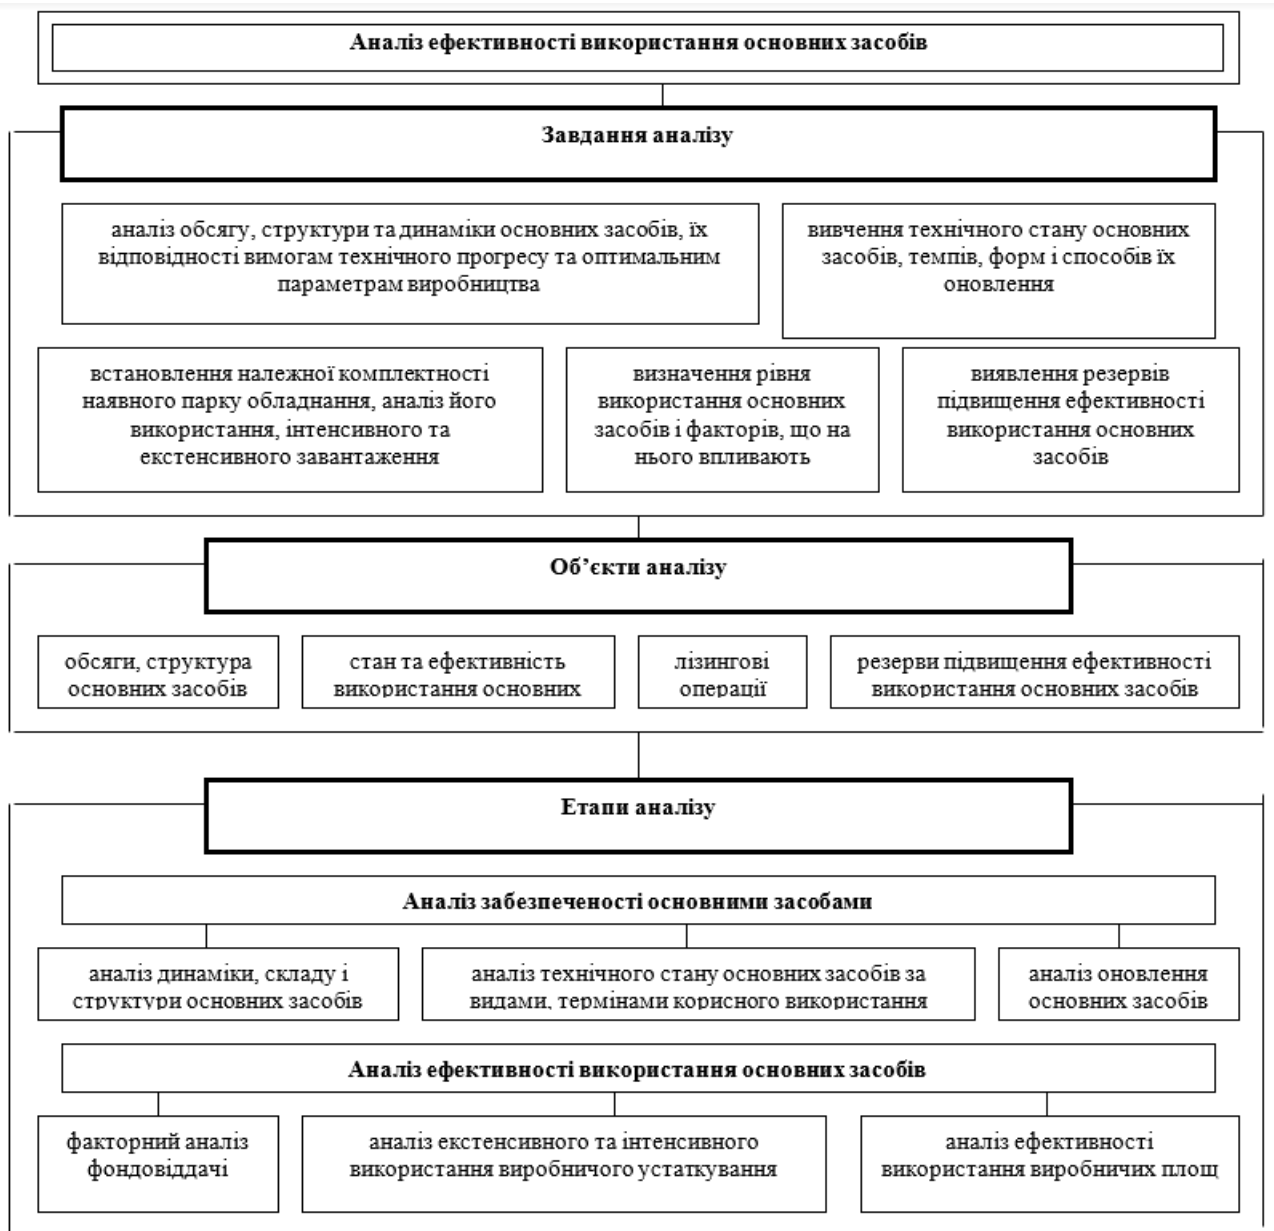 Аналіз ефективності використання основних засобів
Завдання аналізу
аналіз обсягу, структури та динаміки основних засобів, їх
відповідності вимогам технічного прогресу та оптимальним
параметрам виробництва
вивчення технічного стану основних
засобів, темпів, форм і способів їх
оновлення
встановлення належної комплектності
наявного парку обладнання, аналіз його
використання, інтенсивного та
екстенсивного завантаження
визначення рівня
використання основних
засобів і факторів, що на
нього впливають
виявлення резервів
підвищення ефективності
використання основних
засобів
Об’єкти аналізу
обсяги, структура
основних засобів
стан та ефективність
використання основних
лізингові
операції
резерви підвищення ефективності
використання основних засобів
Етапи аналізу
Аналіз забезпеченості основними засобами
аналіз динаміки, складу і
структури основних засобів
аналіз технічного стану основних засобів за
видами, термінами корисного використання
аналіз оновлення
основних засобів
Аналіз ефективності використання основних засобів
факторний аналіз
фондовіддачі
аналіз екстенсивного та інтенсивного
використання виробничого устаткування
аналіз ефективності
використання виробничих площ